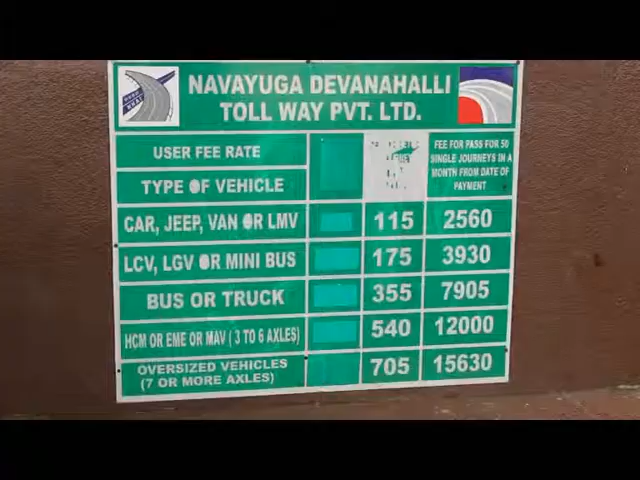 NAVAYUGA DEVANAHALLI
TOLL WAY PVT. LTD.
USER FEE RATE
TYPE OF VEHICLE
FEE FOR PASS FOR 50
SINGLE JOURNEYS IN A
MONTH FROM DATE OF
PAYMENT
CAR, JEEP, VAN OR LMV 115 2560
LCV, LGV OR MINI BUS 175 3930
BUS OR TRUCK 355 7905
HCM OR EME OR MAV ( 3 TO 6 AXLES) 540 12000
OVERSIZED VEHICLES
(7 OR MORE AXLES) 705 15630